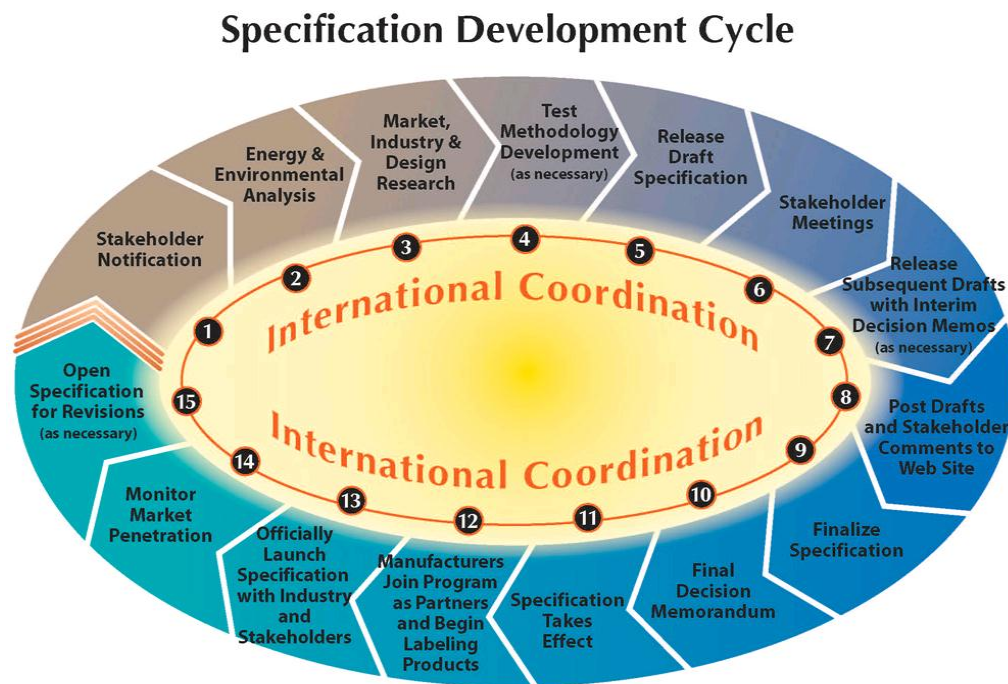 Specification Development Cycle
Stakeholder
Notification
Energy &
Environmental
Analysis
Market,
Industry &
Design
Research
Test
Methodology
Development
(as necessary)
Release
Draft
Specification
Stakeholder
Meetings
Release
Subsequent Drafts
with Interim
Decision Memos
(as necessary)
Post Drafts
and Stakeholder
Comments to
Web Site
Finalize
Specification
Final
Decision
Memorandum
Specification
Takes
Effect
Manufacturers
Join Program
as Partners
and Begin
Labeling
Products
Officially
Launch
Specification
with Industry
and
Stakeholders
Monitor
Market
Penetration
Open
Specification
for Revisions
(as necessary)
1
2
3
4
5
6
7
8
9
10
11
12
13
14
15
International Coordination
International Coordination